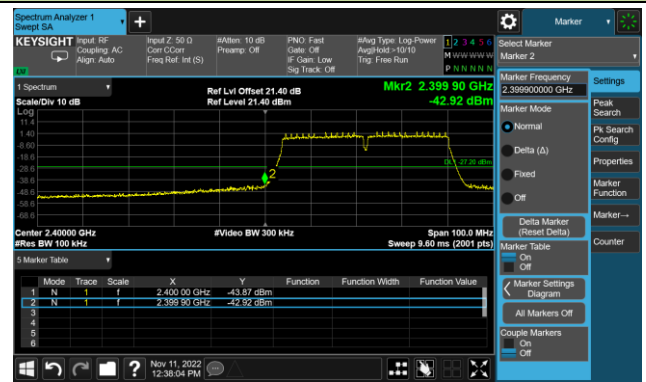 Spectrum Analyzer 1
Swept SA
Marker
KEYSIGHT
Input: RF
Coupling: AC
Align: Auto
Input Z: 50 Ω
Corr CCorr
Freq Ref: Int (S)
#Atten: 10 dB
Preamp: Off
PNO: Fast
Gate: Off
IF Gain: Low
Sig Track: Off
#Avg Type: Log-Power
Avg|Hold:>10/10
Trig: Free Run
1 2 3 4 5 6
M W W W W W
P N N N N N
LXI
Select Marker
Marker 2
1 Spectrum
Scale/Div 10 dB
Ref Lvl Offset 21.40 dB
Ref Level 21.40 dBm
Mkr2 2.399 90 GHz
-42.92 dBm
Log
11.4
1.40
-8.60
-18.6
-28.6
-38.6
-48.6
-58.6
-68.6
DL1 -27.20 dBm
2
Center 2.40000 GHz
#Res BW 100 kHz
#Video BW 300 kHz
Span 100.0 MHz
Sweep 9.60 ms (2001 pts)
5 Marker Table
Mode Trace Scale X Y Function Function Width Function Value
1 N 1 f 2.400 00 GHz -43.87 dBm
2 N 1 f 2.399 90 GHz -42.92 dBm
3
4
5
6
Marker Frequency
2.399900000 GHz
Marker Mode
Normal
Delta (Δ)
Fixed
Off
Delta Marker
(Reset Delta)
Marker Table
On
Off
Marker Settings
Diagram
All Markers Off
Couple Markers
On
Off
Settings
Peak
Search
Pk Search
Config
Properties
Marker
Function
Marker→
Counter
?
Nov 11, 2022
12:38:04 PM